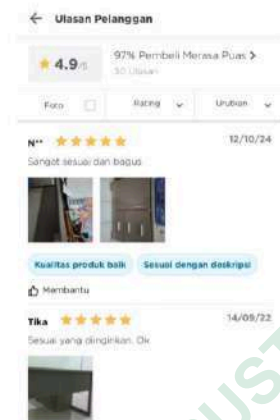 ← Ulasan Pelanggan
4.9/5
97% Pembeli Merasa Puas >
30 Ulasan
Foto
Rating
Urutkan
N** 12/10/24
Sangat sesuai dan bagus
Kualitas produk baik Sesuai dengan deskripsi
Membantu
Tika 14/09/22
Sesuai yang diinginkan. Ok
UST